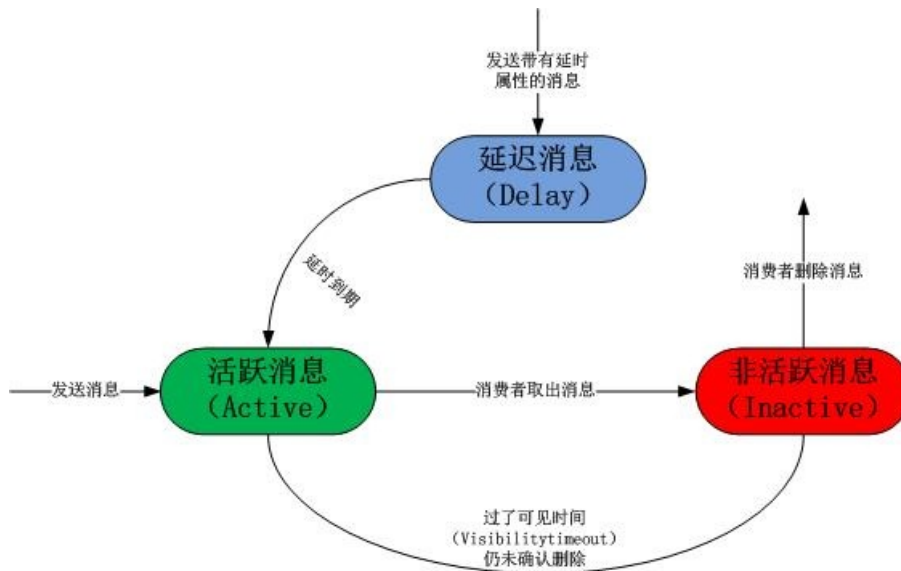 发送带有延时
属性的消息
延迟消息
（Delay）
消费者删除消息
延时到期
发送消息
活跃消息
（Active）
消费者取出消息
非活跃消息
（Inactive）
过了可见时间
（Visibilitytimeout）
仍未确认删除